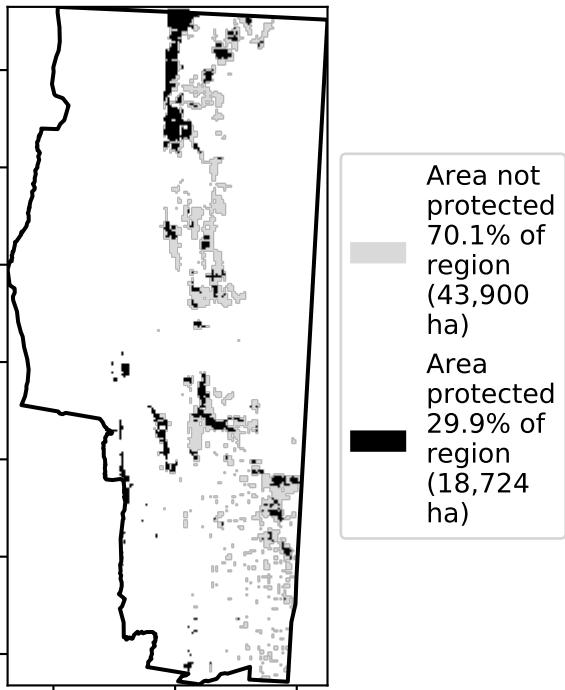 Area not
protected
70.1% of
region
(43,900
ha)
Area
protected
29.9% of
region
(18,724
ha)